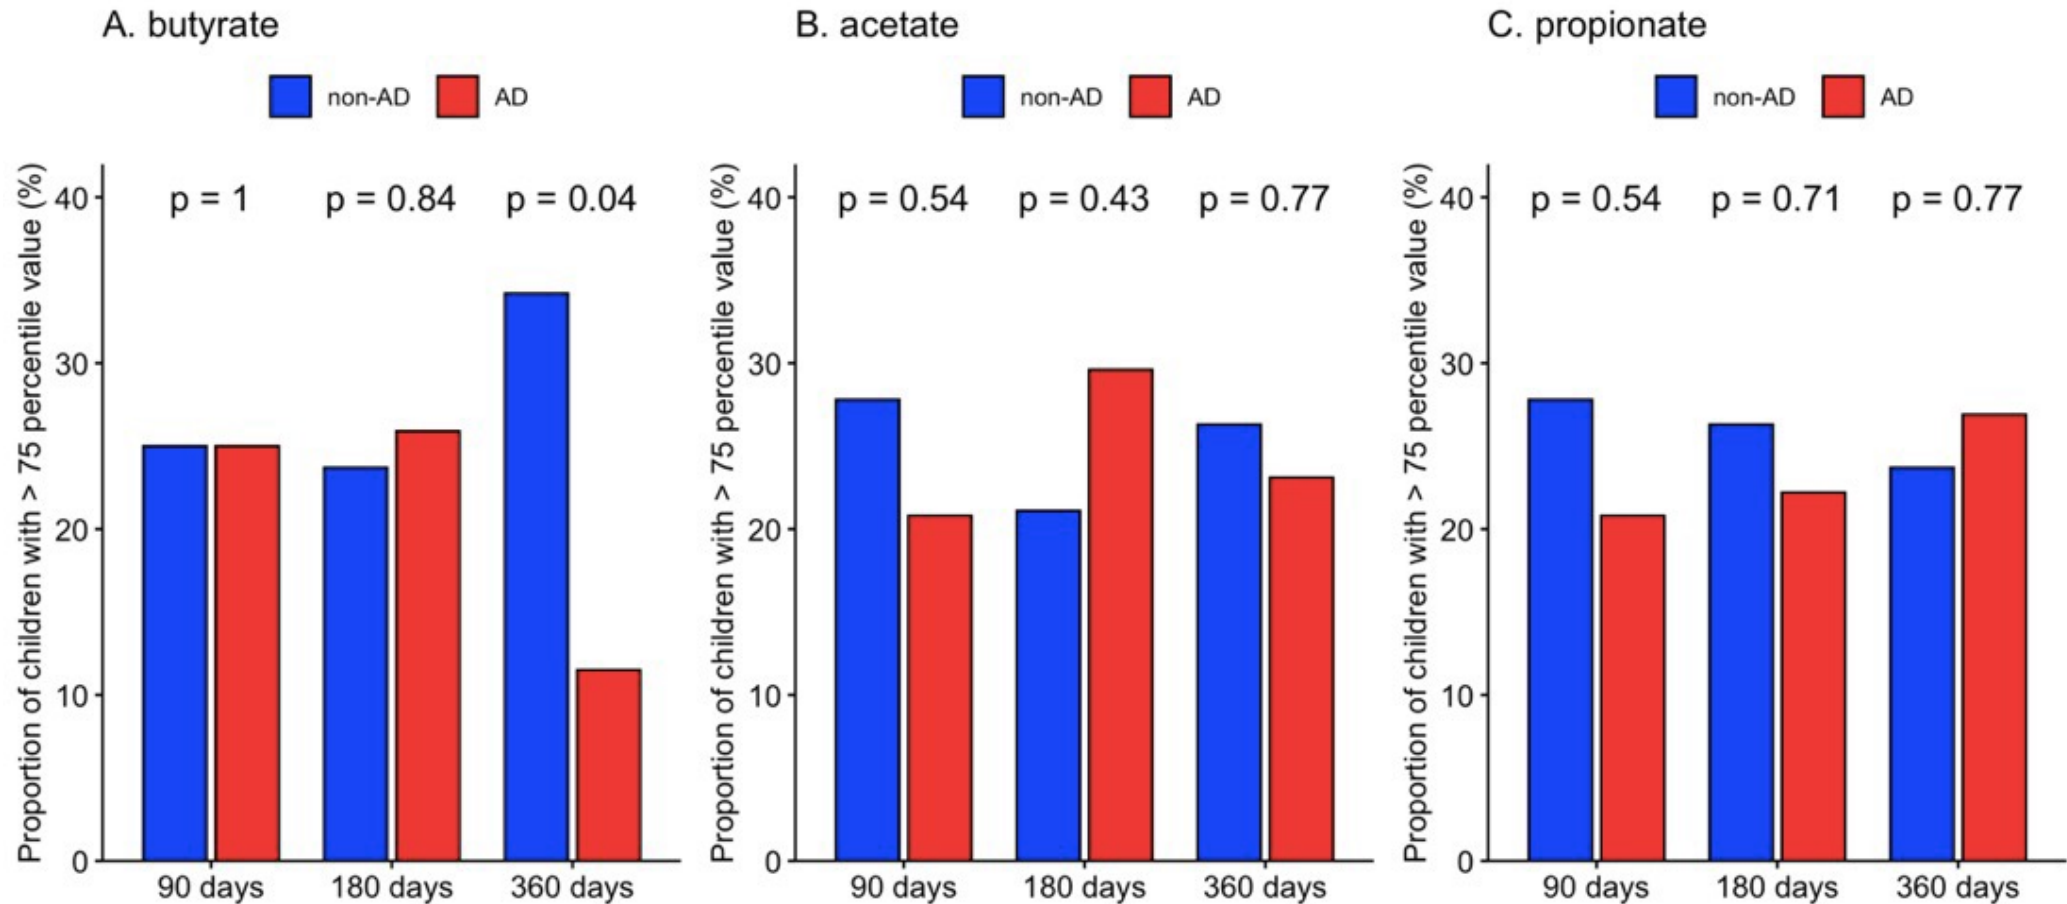 A. butyrate
non-AD AD
Proportion of children with > 75 percentile value (%)
40
30
20
10
0
p = 1 p = 0.84 p = 0.04
90 days 180 days 360 days
B. acetate
non-AD AD
Proportion of children with > 75 percentile value (%)
40
30
20
10
0
p = 0.54 p = 0.43 p = 0.77
90 days 180 days 360 days
C. propionate
non-AD AD
Proportion of children with > 75 percentile value (%)
40
30
20
10
0
p = 0.54 p = 0.71 p = 0.77
90 days 180 days 360 days